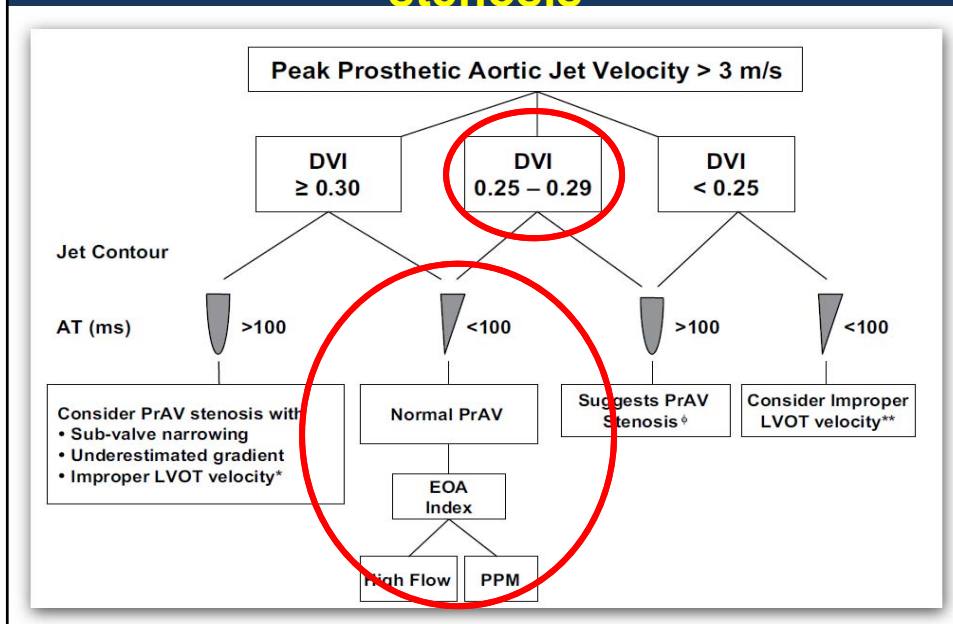 stenosis
Peak Prosthetic Aortic Jet Velocity > 3 m/s
DVI
≥ 0.30
DVI
0.25 – 0.29
DVI
< 0.25
Jet Contour
AT (ms)
>100
<100
>100
<100
Consider PrAV stenosis with
• Sub-valve narrowing
• Underestimated gradient
• Improper LVOT velocity*
Normal PrAV
Suggests PrAV
Stenosisᶲ
Consider Improper
LVOT velocity**
EOA
Index
High Flow
PPM